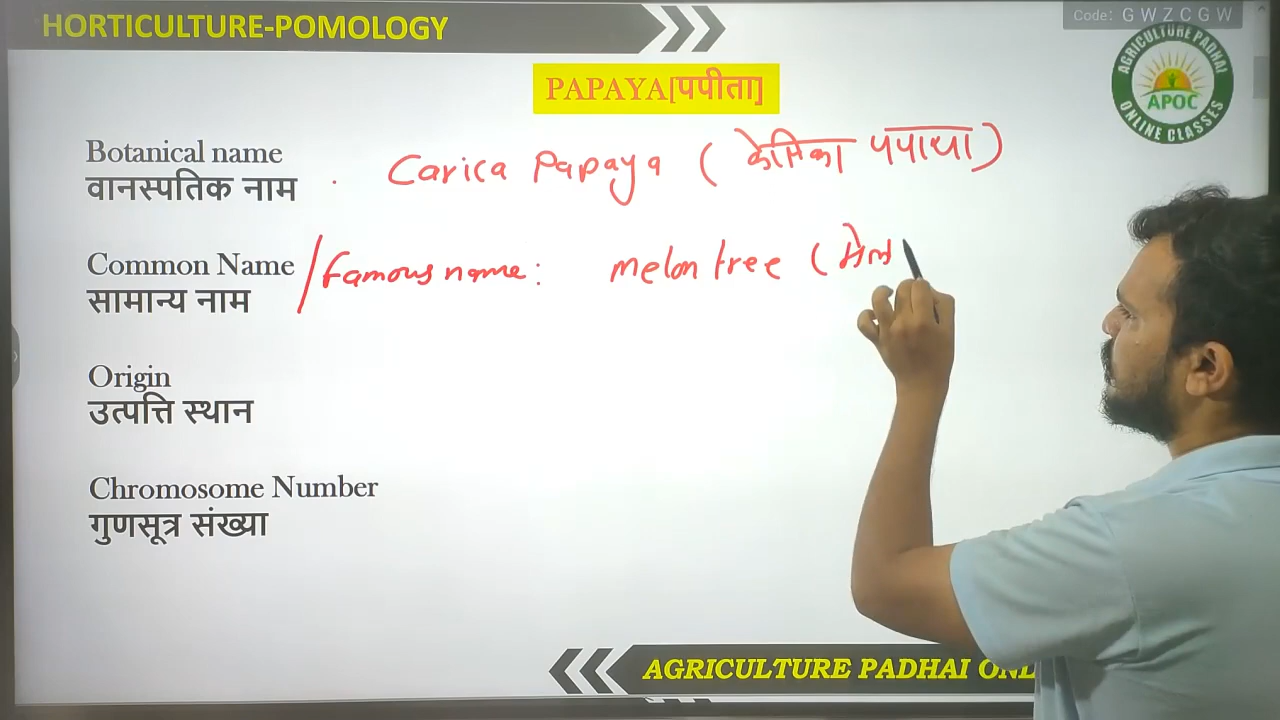 HORTICULTURE-POMOLOGY
Code: G W Z C G W
AGRICULTURE PADHAI
APOC
ONLINE CLASSES
PAPAYA[पपीता]
Botanical name
वानस्पतिक नाम
Carica Papaya ( केरिका पपाया )
Common Name / famous name: melon tree ( मेल
सामान्य नाम
Origin
उत्पत्ति स्थान
Chromosome Number
गुणसूत्र संख्या
AGRICULTURE PADHAI ON